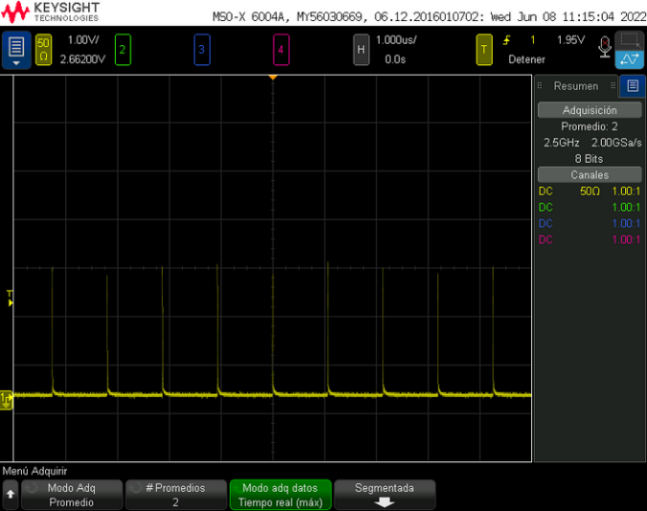 KEYSIGHT
TECHNOLOGIES
MSO-X 6004A, MY56030669, 06.12.2016010702: Wed Jun 08 11:15:04 2022
50
Ω
1.00V/
2.66200V
2
3
4
H
1.000us/
0.0s
T
1
1.95V
Detener
Resumen
Adquisición
Promedio: 2
2.5GHz 2.00GSa/s
8 Bits
Canales
DC 50Ω 1.00:1
DC 1.00:1
DC 1.00:1
DC 1.00:1
T
1
Menú Adquirir
Modo Adq
Promedio
# Promedios
2
Modo adq datos
Tiempo real (máx)
Segmentada